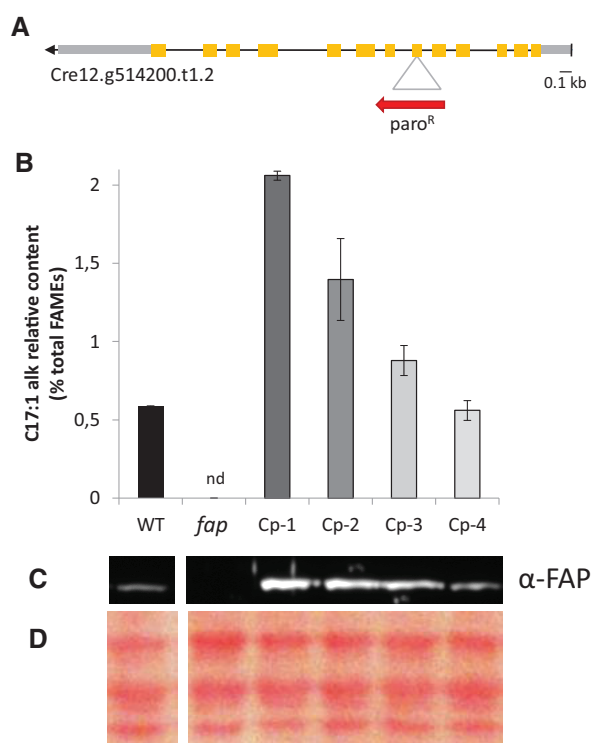 A
Cre12.g514200.t1.2
0.1 kb
paroᴿ
B
C17:1 alk relative content
(% total FAMEs)
2
1,5
1
0,5
0
nd
WT fap Cp-1 Cp-2 Cp-3 Cp-4
C
α-FAP
D